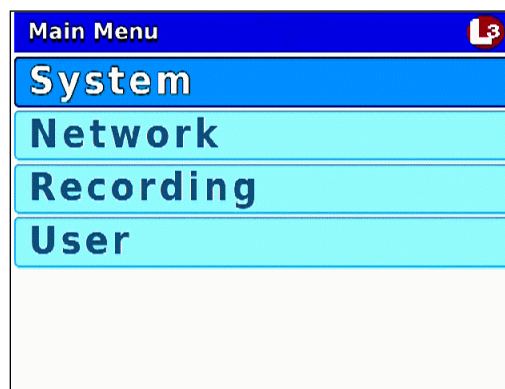 Main Menu
L3
System
Network
Recording
User